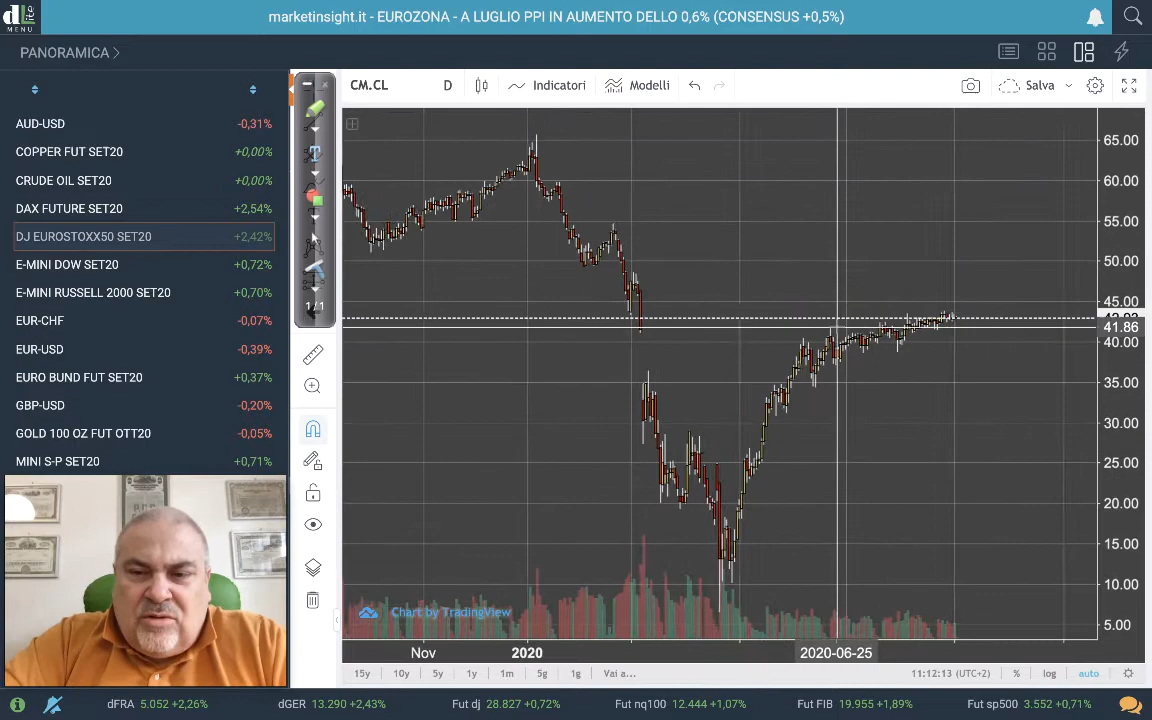 dLite
MENU
marketinsight.it - EUROZONA - A LUGLIO PPI IN AUMENTO DELLO 0,6% (CONSENSUS +0,5%)
PANORAMICA
CM.CL D Indicatori Modelli Salva
AUD-USD -0,31%
COPPER FUT SET20 +0,00%
CRUDE OIL SET20 +0,00%
DAX FUTURE SET20 +2,54%
DJ EUROSTOXX50 SET20 +2,42%
E-MINI DOW SET20 +0,72%
E-MINI RUSSELL 2000 SET20 +0,70%
EUR-CHF -0,07%
EUR-USD -0,39%
EURO BUND FUT SET20 +0,37%
GBP-USD -0,20%
GOLD 100 OZ FUT OTT20 -0,05%
MINI S-P SET20 +0,71%
1/1
65.00
60.00
55.00
50.00
45.00
41.86
40.00
35.00
30.00
25.00
20.00
15.00
10.00
5.00
Chart by TradingView
Nov 2020 2020-06-25
15y 10y 5y 1y 1m 5g 1g Vai a... 11:12:13 (UTC+2) % log auto
dFRA 5.052 +2,26% dGER 13.290 +2,43% Fut dj 28.827 +0,72% Fut nq100 12.444 +1,07% Fut FIB 19.955 +1,89% Fut sp500 3.552 +0,71%